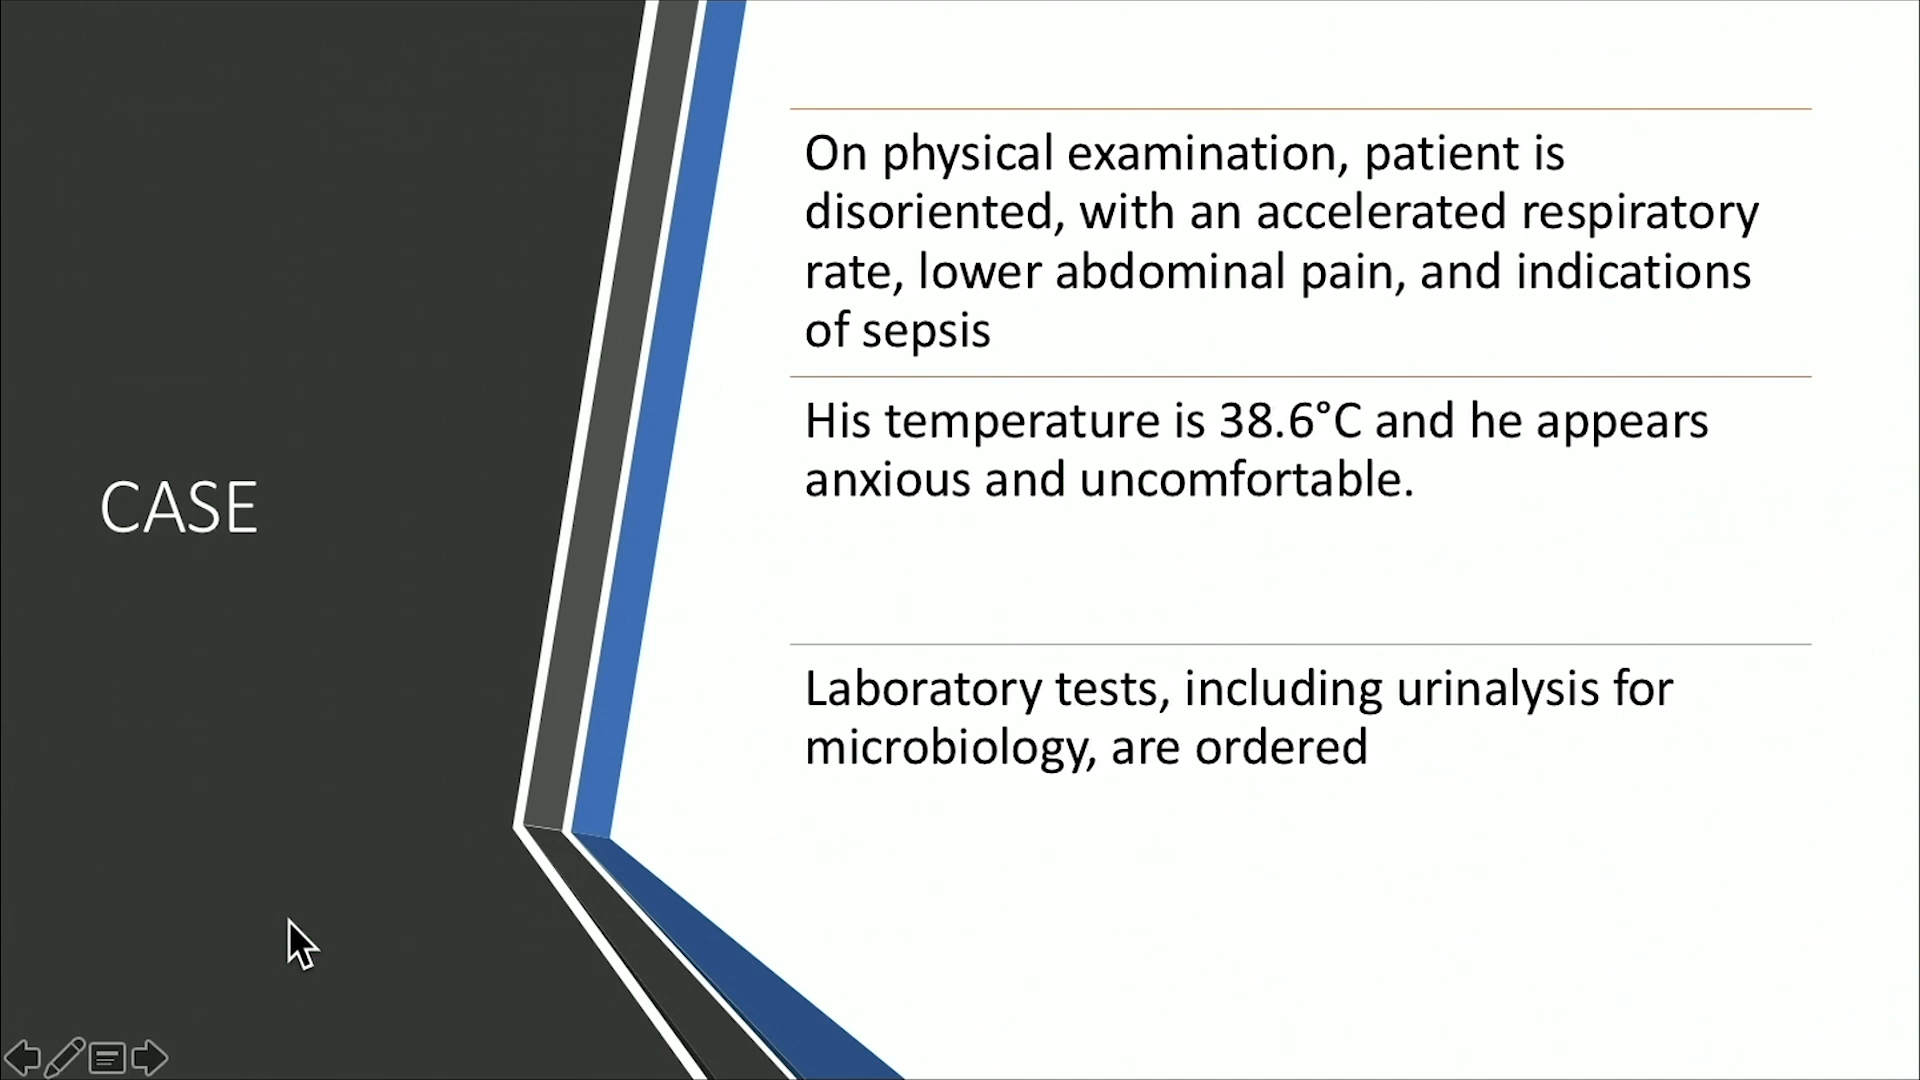 CASE
On physical examination, patient is
disoriented, with an accelerated respiratory
rate, lower abdominal pain, and indications
of sepsis
His temperature is 38.6°C and he appears
anxious and uncomfortable.
Laboratory tests, including urinalysis for
microbiology, are ordered